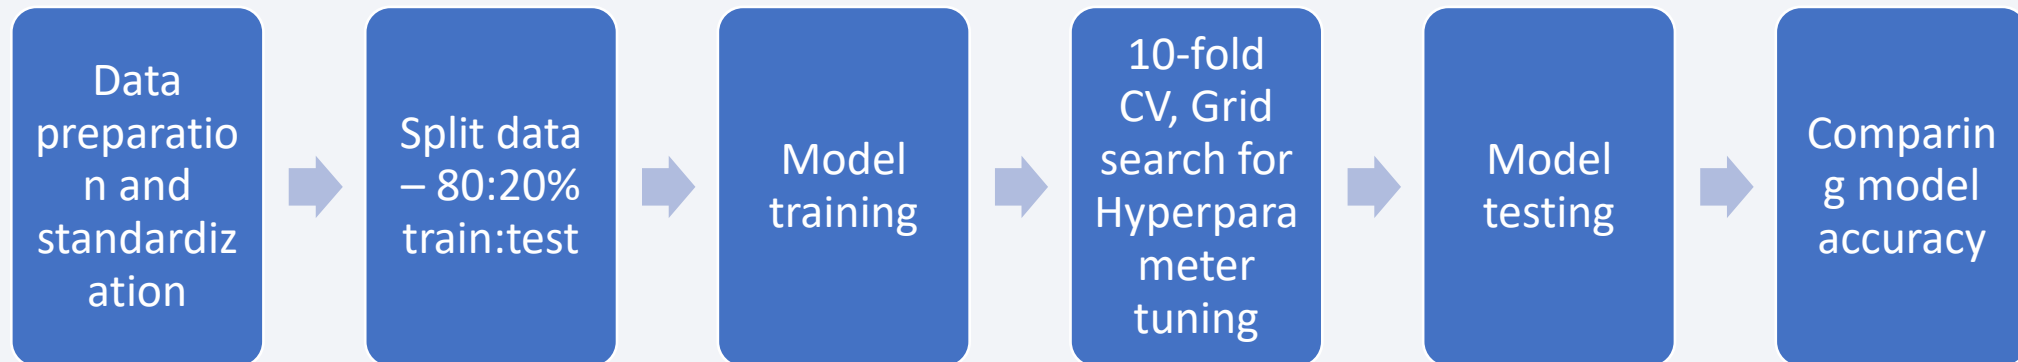 Data
preparatio
n and
standardiz
ation
Split data
– 80:20%
train:test
Model
training
10-fold
CV, Grid
search for
Hyperpara
meter
tuning
Model
testing
Comparin
g model
accuracy